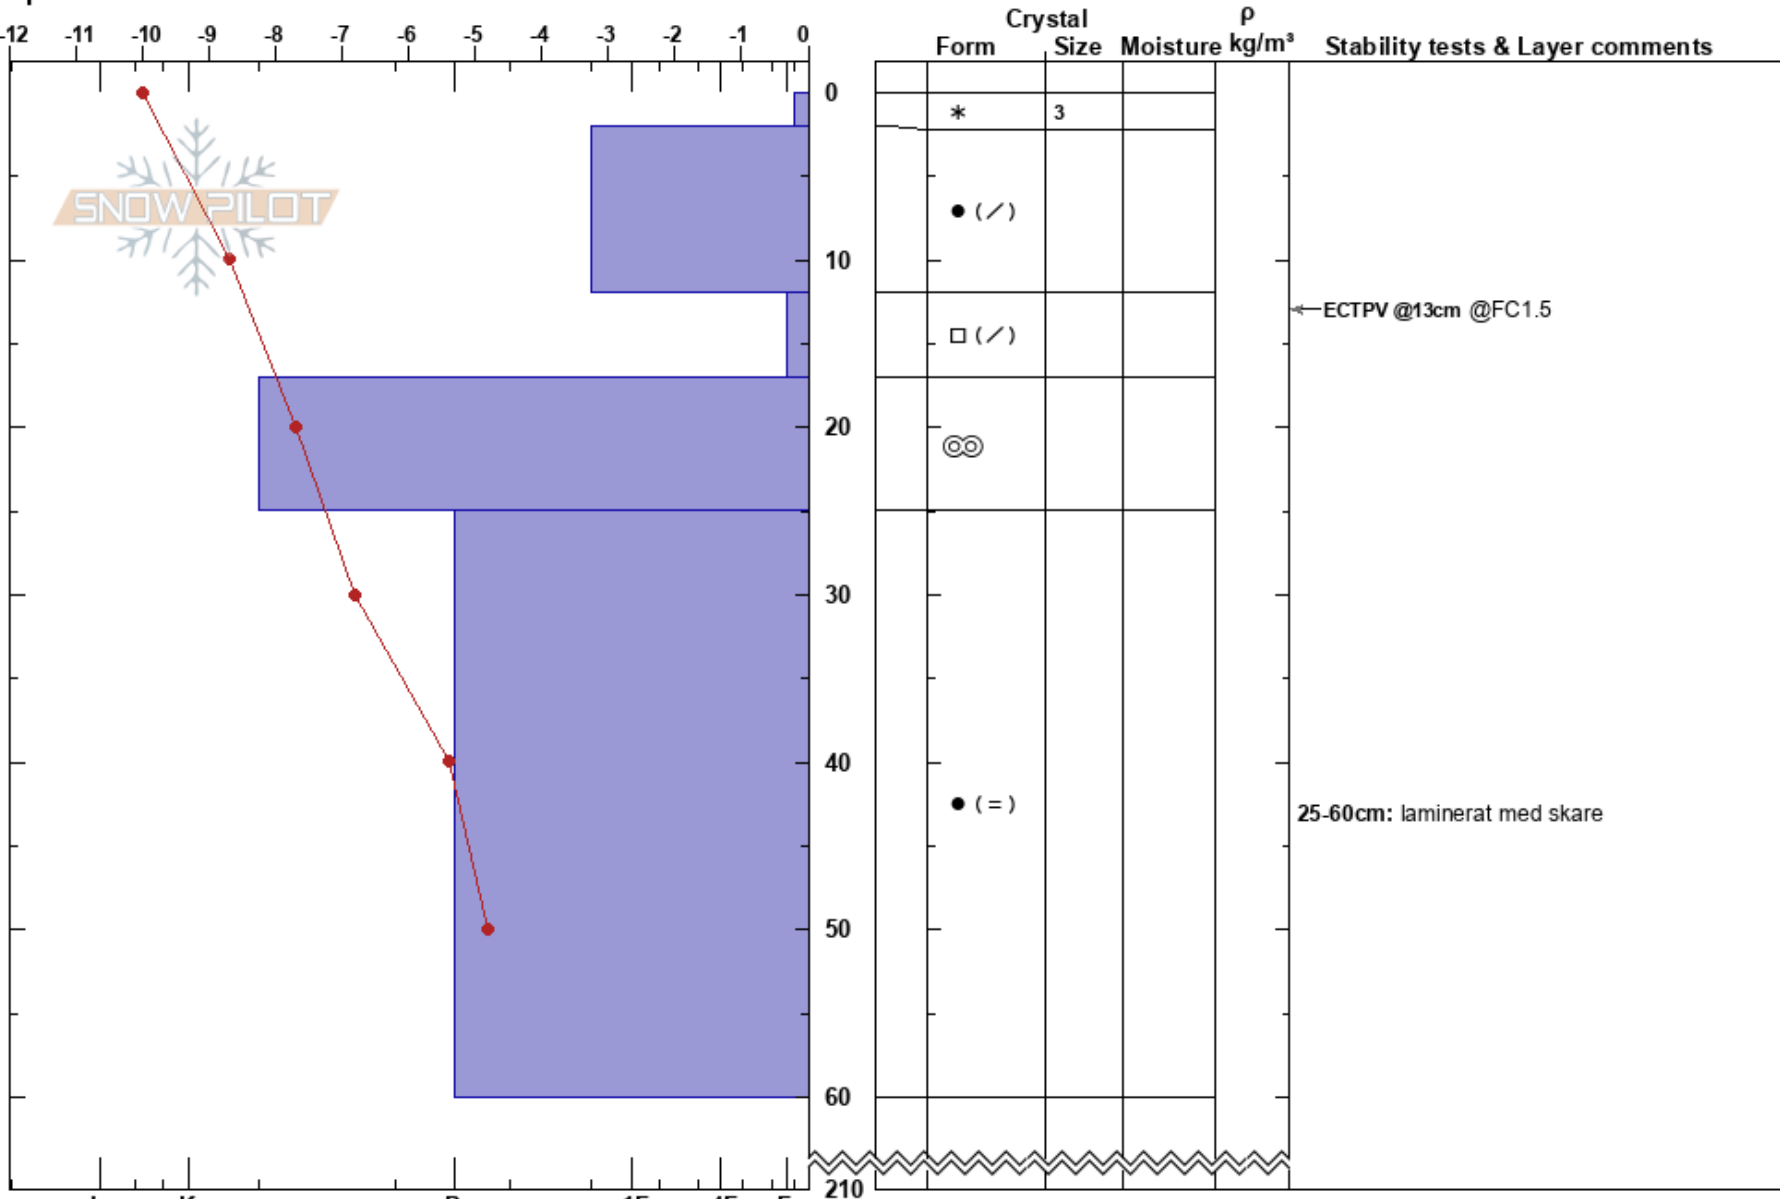 Crystal ρ
-12 -11 -10 -9 -8 -7 -6 -5 -4 -3 -2 -1 0 Form Size Moisture kg/m³ Stability tests & Layer comments
0
* 3
SNOW PILOT
● (/)
10
ECTPV @13cm @FC1.5
□ (/)
20
30
40
● (=)
25-60cm: laminerat med skare
50
60
210